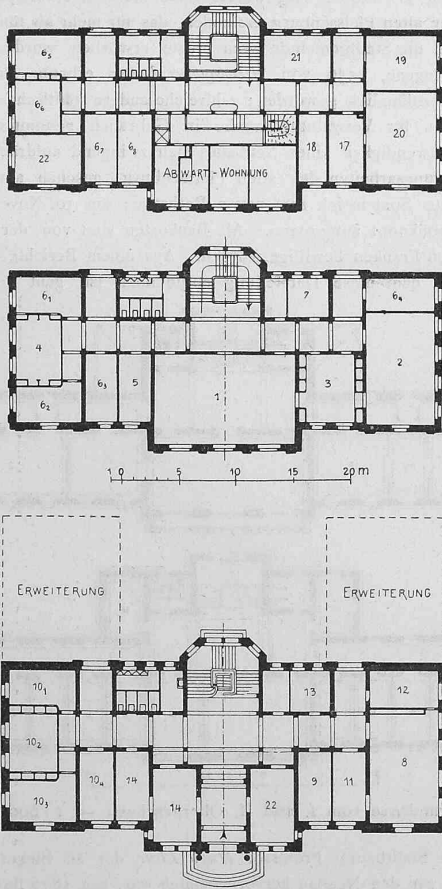 6₅ 21 19
6₆
22 6₇ 6₈ 18 17 20
ABWART-WOHNUNG
6₁ 7 6₄
4 2
6₂ 6₃ 5 1 3
1 0 5 10 15 20 m
ERWEITERUNG ERWEITERUNG
10₁ 13 12
10₂ 8
10₃ 10₄ 14 14 22 9 11